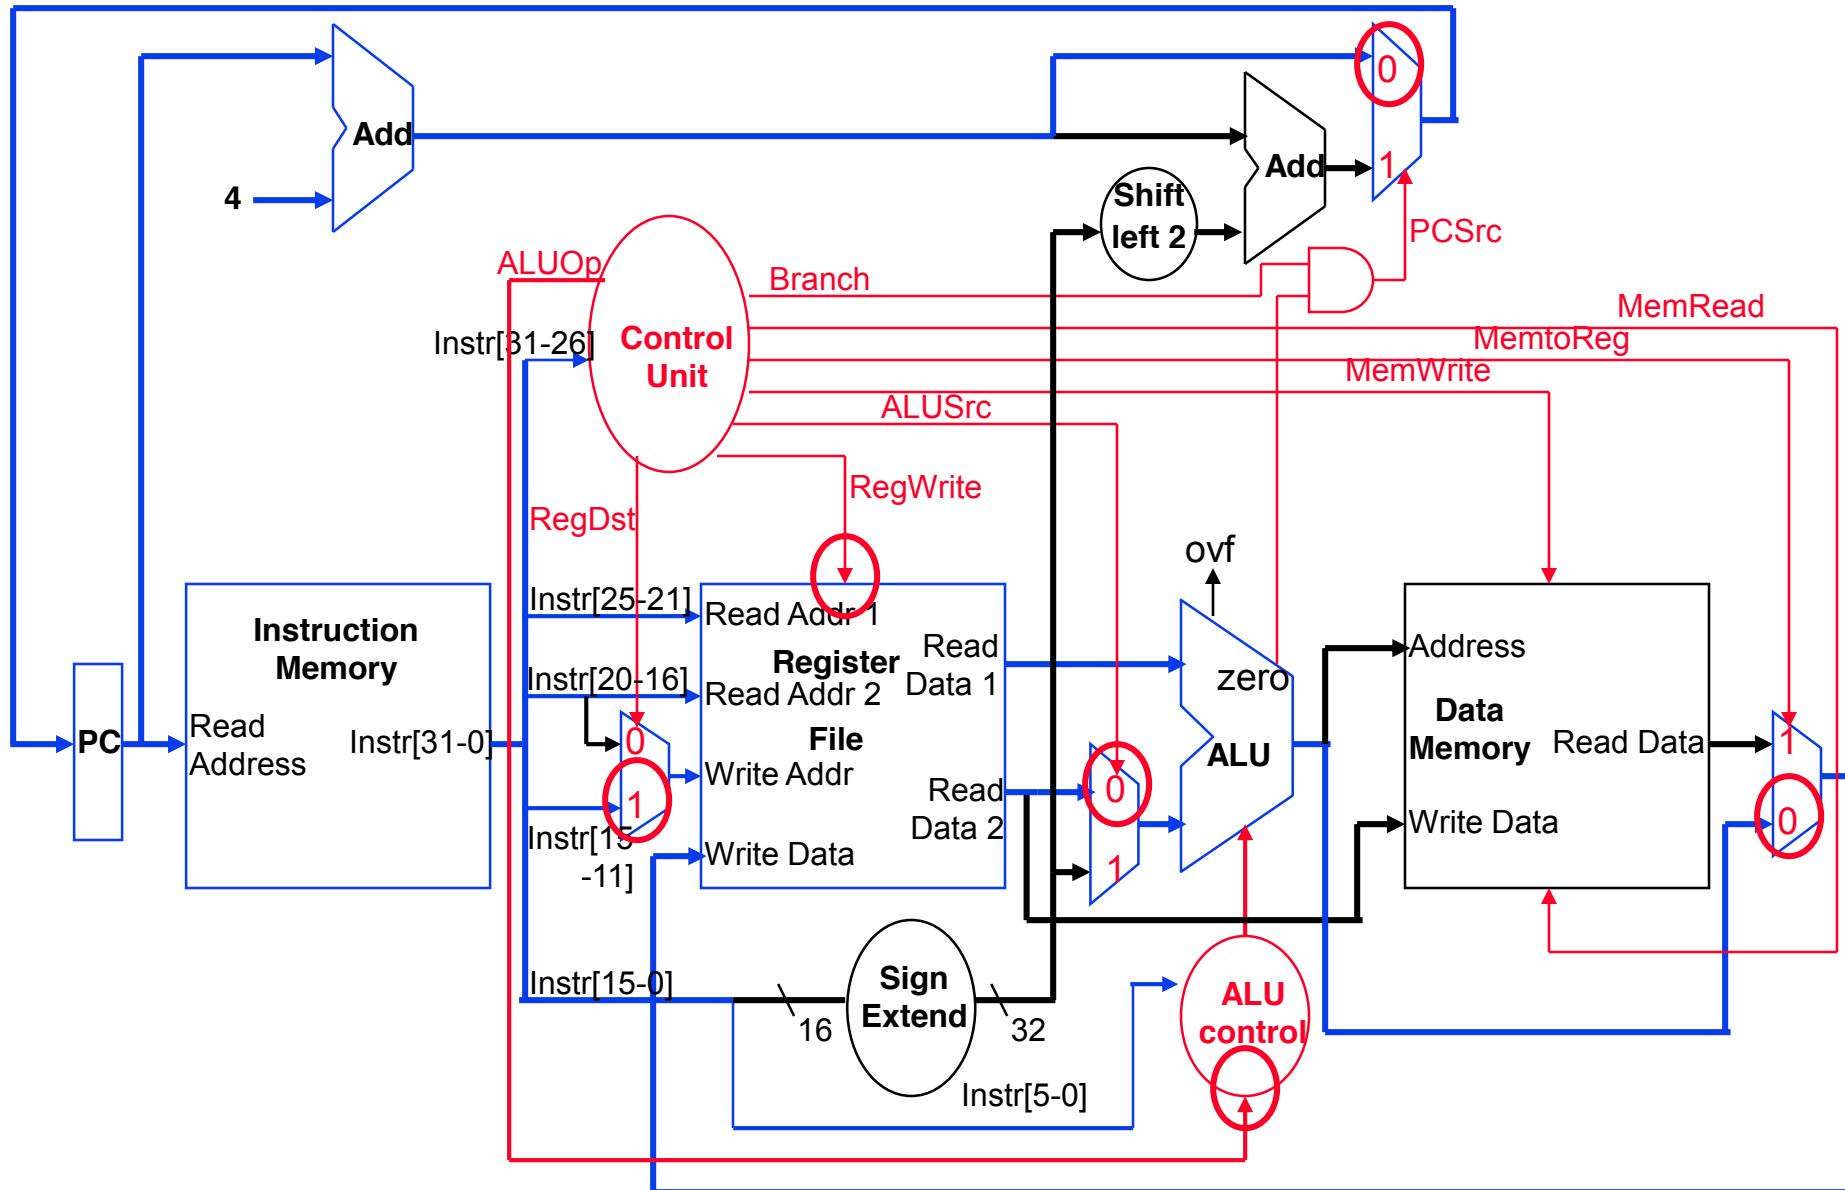 0
Add
1
Add
4
Shift
left 2
PCSrc
ALUOp
Branch
MemRead
Instr[31-26]
Control
Unit
MemtoReg
MemWrite
ALUSrc
RegWrite
RegDst
ovf
Instr[25-21]
Read Addr 1
Instruction
Memory
Register
File
Read
Data 1
Instr[20-16]
Read Addr 2
zero
Address
PC
Read
Address
Instr[31-0]
0
Write Addr
ALU
Data
Memory
Read Data
1
1
Read
Data 2
0
Write Data
0
Instr[15
-11]
Write Data
1
Instr[15-0]
16
Sign
Extend
32
ALU
control
Instr[5-0]